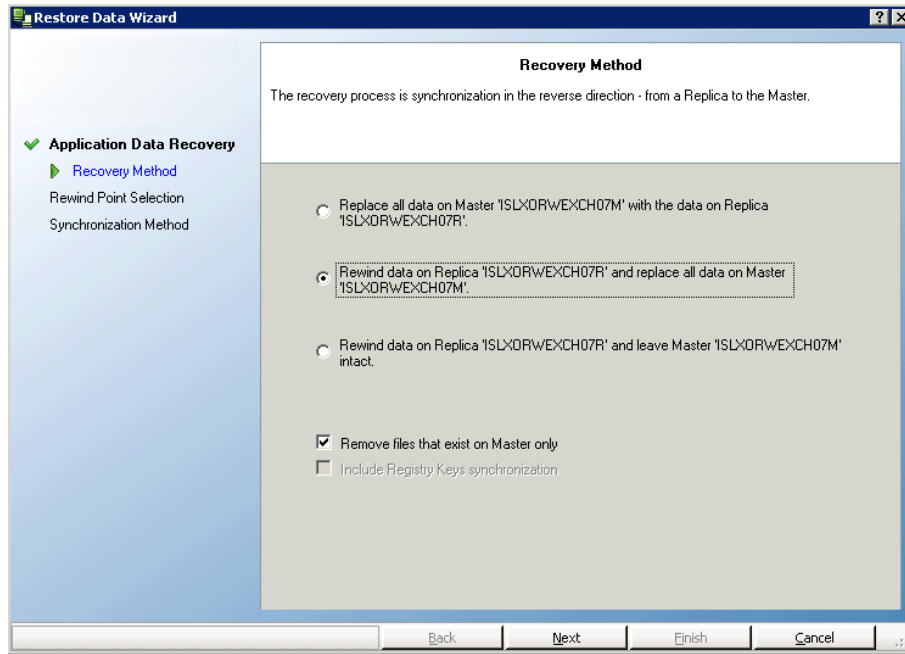 Restore Data Wizard
Recovery Method
The recovery process is synchronization in the reverse direction - from a Replica to the Master.
Application Data Recovery
Recovery Method
Rewind Point Selection
Synchronization Method
Replace all data on Master 'ISLXORWEXCH07M' with the data on Replica
'ISLXORWEXCH07R'.
Rewind data on Replica 'ISLXORWEXCH07R' and replace all data on Master
'ISLXORWEXCH07M'.
Rewind data on Replica 'ISLXORWEXCH07R' and leave Master 'ISLXORWEXCH07M'
intact.
Remove files that exist on Master only
Include Registry Keys synchronization
Back Next Finish Cancel